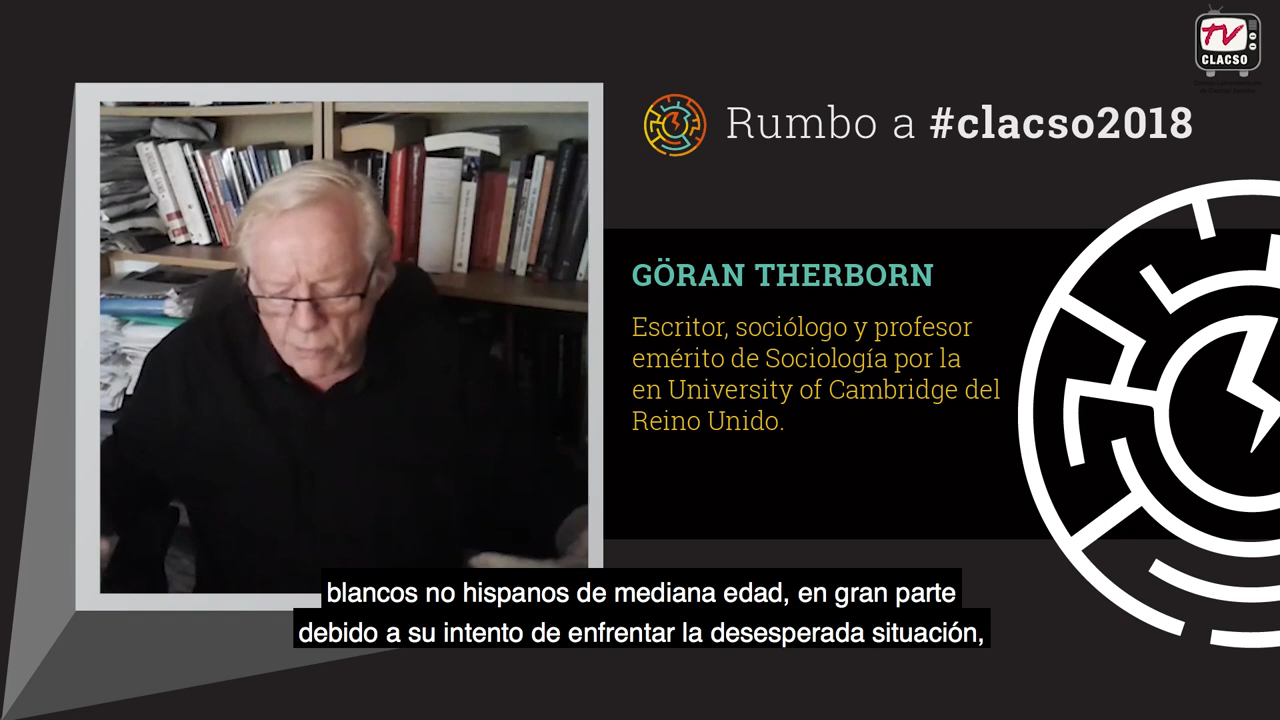 TV
CLACSO
Rumbo a #clacso2018
GÖRAN THERBORN
Escritor, sociólogo y profesor
emérito de Sociología por la
en University of Cambridge del
Reino Unido.
blancos no hispanos de mediana edad, en gran parte
debido a su intento de enfrentar la desesperada situación,